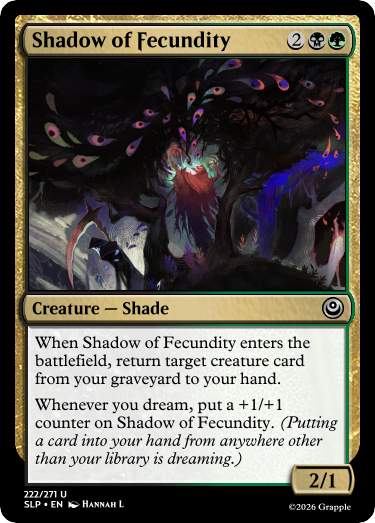 Shadow of Fecundity 2
Creature — Shade
When Shadow of Fecundity enters the
battlefield, return target creature card
from your graveyard to your hand.
Whenever you dream, put a +1/+1
counter on Shadow of Fecundity. (Putting
a card into your hand from anywhere other
than your library is dreaming.)
2/1
222/271 U
SLP • EN Hannah L
©2026 Grapple